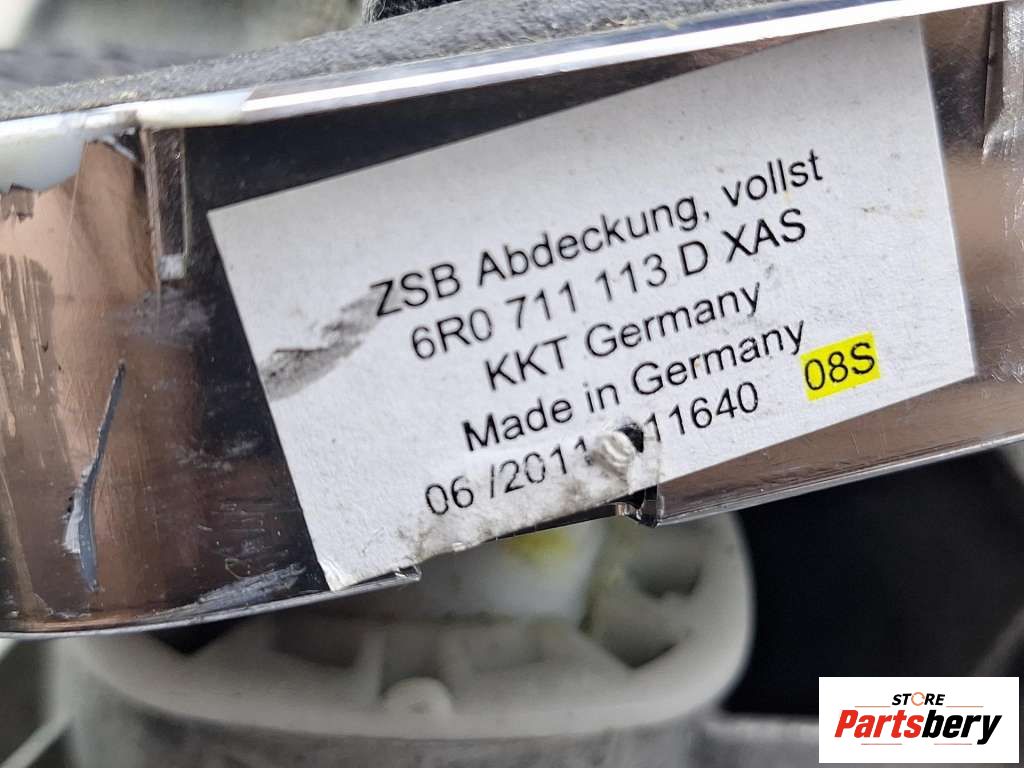 ZSB Abdeckung, vollst
6R0 711 113 D XAS
KKT Germany
Made in Germany
06 /2011 11640 08S
STORE
Partsbery